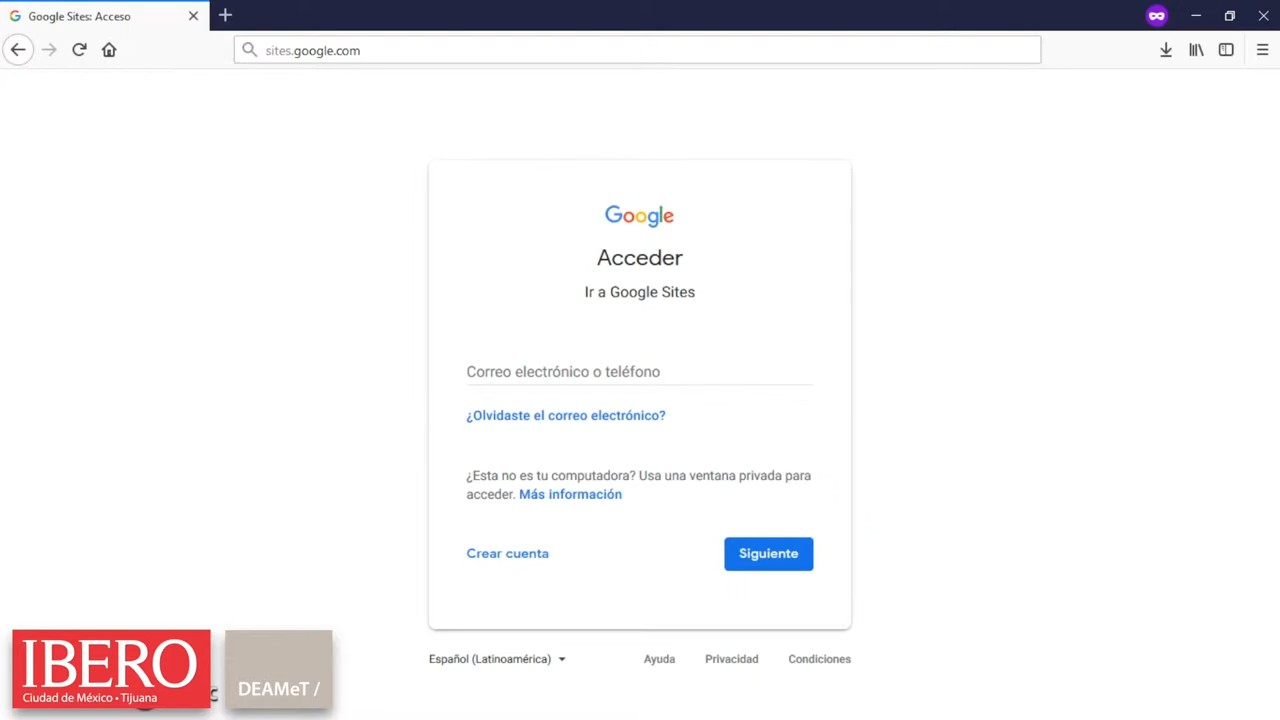 Google Sites: Acceso
sites.google.com
Google
Acceder
Ir a Google Sites
Correo electrónico o teléfono
¿Olvidaste el correo electrónico?
¿Esta no es tu computadora? Usa una ventana privada para
acceder. Más información
Crear cuenta
Siguiente
Español (Latinoamérica)
Ayuda
Privacidad
Condiciones
IBERO
Ciudad de México • Tijuana
DEAMeT /